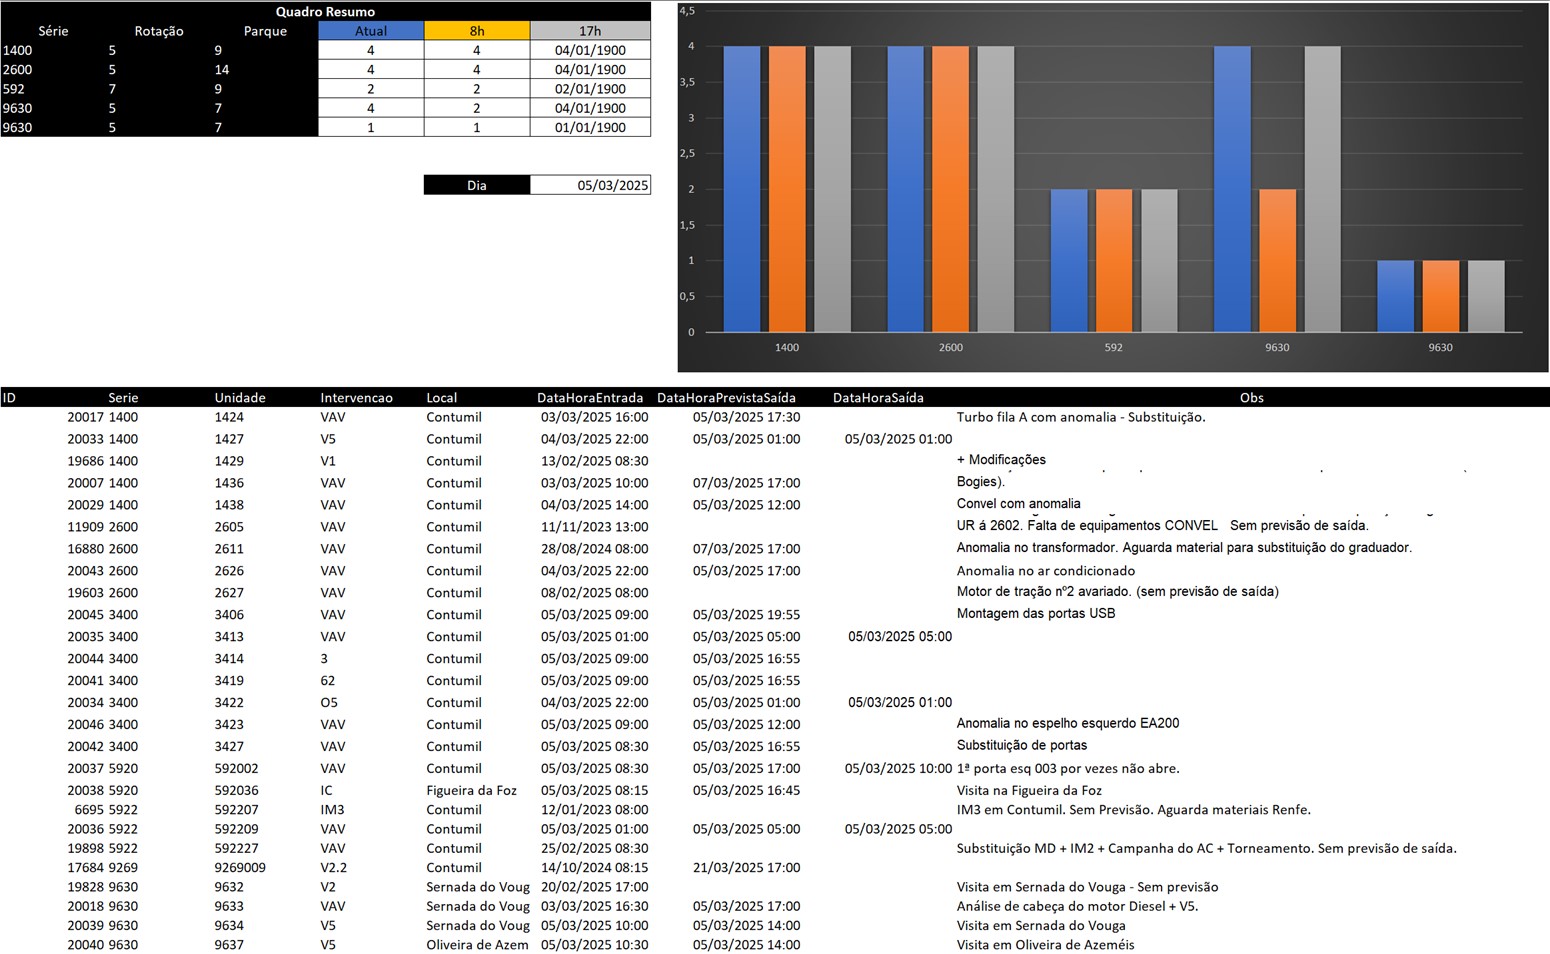 Quadro Resumo
Série Rotação Parque Atual 8h 17h
1400 5 9 4 4 04/01/1900
2600 5 14 4 4 04/01/1900
592 7 9 2 2 02/01/1900
9630 5 7 4 2 04/01/1900
9630 5 7 1 1 01/01/1900
Dia 05/03/2025
4,5
4
3,5
3
2,5
2
1,5
1
0,5
0
1400 2600 592 9630 9630
ID Serie Unidade Intervencao Local DataHoraEntrada DataHoraPrevistaSaída DataHoraSaída Obs
20017 1400 1424 VAV Contumil 03/03/2025 16:00 05/03/2025 17:30 Turbo fila A com anomalia - Substituição.
20033 1400 1427 V5 Contumil 04/03/2025 22:00 05/03/2025 01:00 05/03/2025 01:00
19686 1400 1429 V1 Contumil 13/02/2025 08:30 + Modificações
20007 1400 1436 VAV Contumil 03/03/2025 10:00 07/03/2025 17:00 Bogies).
20029 1400 1438 VAV Contumil 04/03/2025 14:00 05/03/2025 12:00 Convel com anomalia
11909 2600 2605 VAV Contumil 11/11/2023 13:00 UR á 2602. Falta de equipamentos CONVEL Sem previsão de saída.
16880 2600 2611 VAV Contumil 28/08/2024 08:00 07/03/2025 17:00 Anomalia no transformador. Aguarda material para substituição do graduador.
20043 2600 2626 VAV Contumil 04/03/2025 22:00 05/03/2025 17:00 Anomalia no ar condicionado
19603 2600 2627 VAV Contumil 08/02/2025 08:00 Motor de tração nº2 avariado. (sem previsão de saída)
20045 3400 3406 VAV Contumil 05/03/2025 09:00 05/03/2025 19:55 Montagem das portas USB
20035 3400 3413 VAV Contumil 05/03/2025 01:00 05/03/2025 05:00 05/03/2025 05:00
20044 3400 3414 3 Contumil 05/03/2025 09:00 05/03/2025 16:55
20041 3400 3419 62 Contumil 05/03/2025 09:00 05/03/2025 16:55
20034 3400 3422 O5 Contumil 04/03/2025 22:00 05/03/2025 01:00 05/03/2025 01:00
20046 3400 3423 VAV Contumil 05/03/2025 09:00 05/03/2025 12:00 Anomalia no espelho esquerdo EA200
20042 3400 3427 VAV Contumil 05/03/2025 08:30 05/03/2025 16:55 Substituição de portas
20037 5920 592002 VAV Contumil 05/03/2025 08:30 05/03/2025 17:00 05/03/2025 10:00 1ª porta esq 003 por vezes não abre.
20038 5920 592036 IC Figueira da Foz 05/03/2025 08:15 05/03/2025 16:45 Visita na Figueira da Foz
6695 5922 592207 IM3 Contumil 12/01/2023 08:00 IM3 em Contumil. Sem Previsão. Aguarda materiais Renfe.
20036 5922 592209 VAV Contumil 05/03/2025 01:00 05/03/2025 05:00 05/03/2025 05:00
19898 5922 592227 VAV Contumil 25/02/2025 08:30 Substituição MD + IM2 + Campanha do AC + Torneamento. Sem previsão de saída.
17684 9269 9269009 V2.2 Contumil 14/10/2024 08:15 21/03/2025 17:00
19828 9630 9632 V2 Sernada do Voug 20/02/2025 17:00 Visita em Sernada do Vouga - Sem previsão
20018 9630 9633 VAV Sernada do Voug 03/03/2025 16:30 05/03/2025 17:00 Análise de cabeça do motor Diesel + V5.
20039 9630 9634 V5 Sernada do Voug 05/03/2025 10:00 05/03/2025 14:00 Visita em Sernada do Vouga
20040 9630 9637 V5 Oliveira de Azem 05/03/2025 10:30 05/03/2025 14:00 Visita em Oliveira de Azeméis